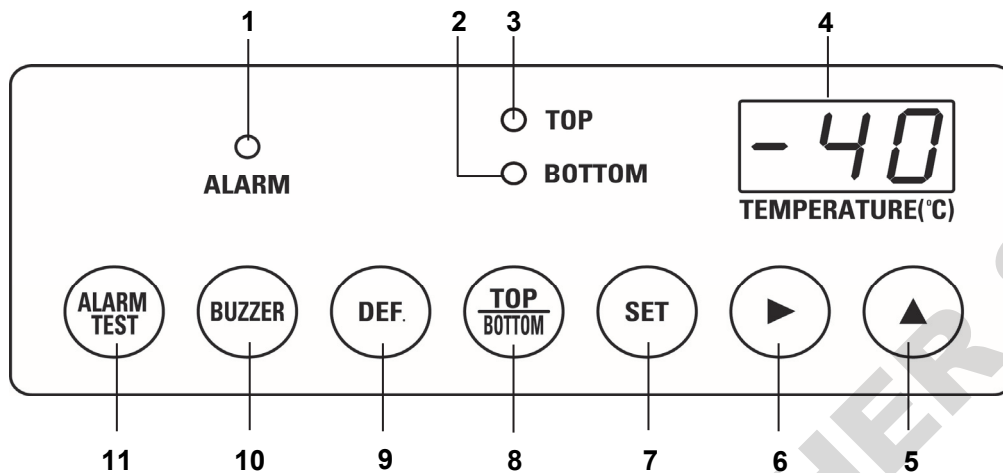 1 2 3 4
TOP
BOTTOM
ALARM
-40
TEMPERATURE(°C)
ALARM TEST
BUZZER
DEF.
TOP
BOTTOM
SET
11 10 9 8 7 6 5